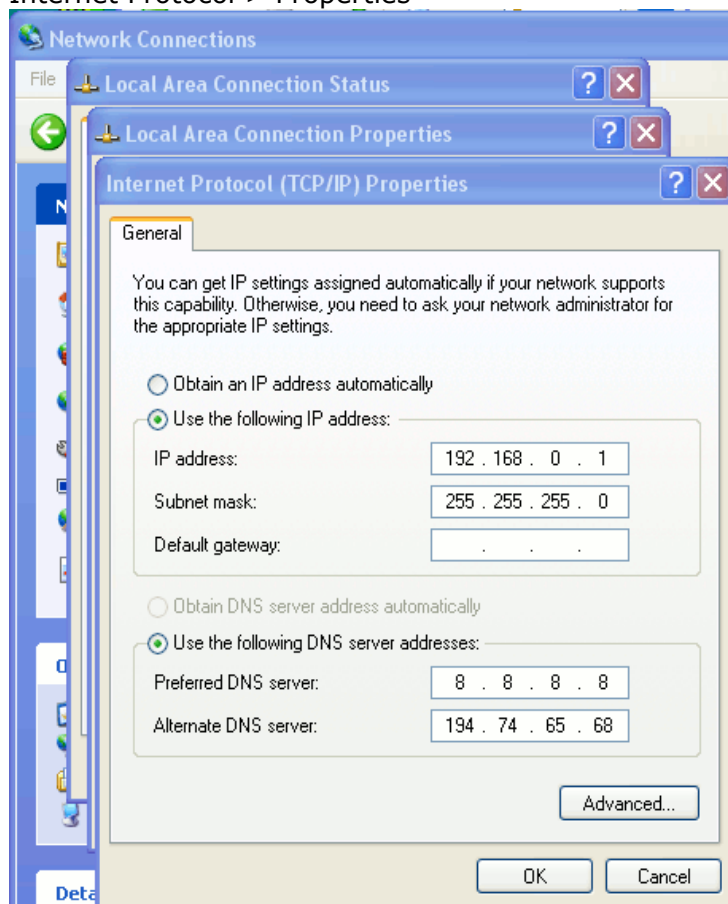 Internet Protocol > Properties
Network Connections
File
Local Area Connection Status
Local Area Connection Properties
Internet Protocol (TCP/IP) Properties
General
You can get IP settings assigned automatically if your network supports
this capability. Otherwise, you need to ask your network administrator for
the appropriate IP settings.
Obtain an IP address automatically
Use the following IP address:
IP address: 192 . 168 . 0 . 1
Subnet mask: 255 . 255 . 255 . 0
Default gateway: . . .
Obtain DNS server address automatically
Use the following DNS server addresses:
Preferred DNS server: 8 . 8 . 8 . 8
Alternate DNS server: 194 . 74 . 65 . 68
Advanced...
OK Cancel